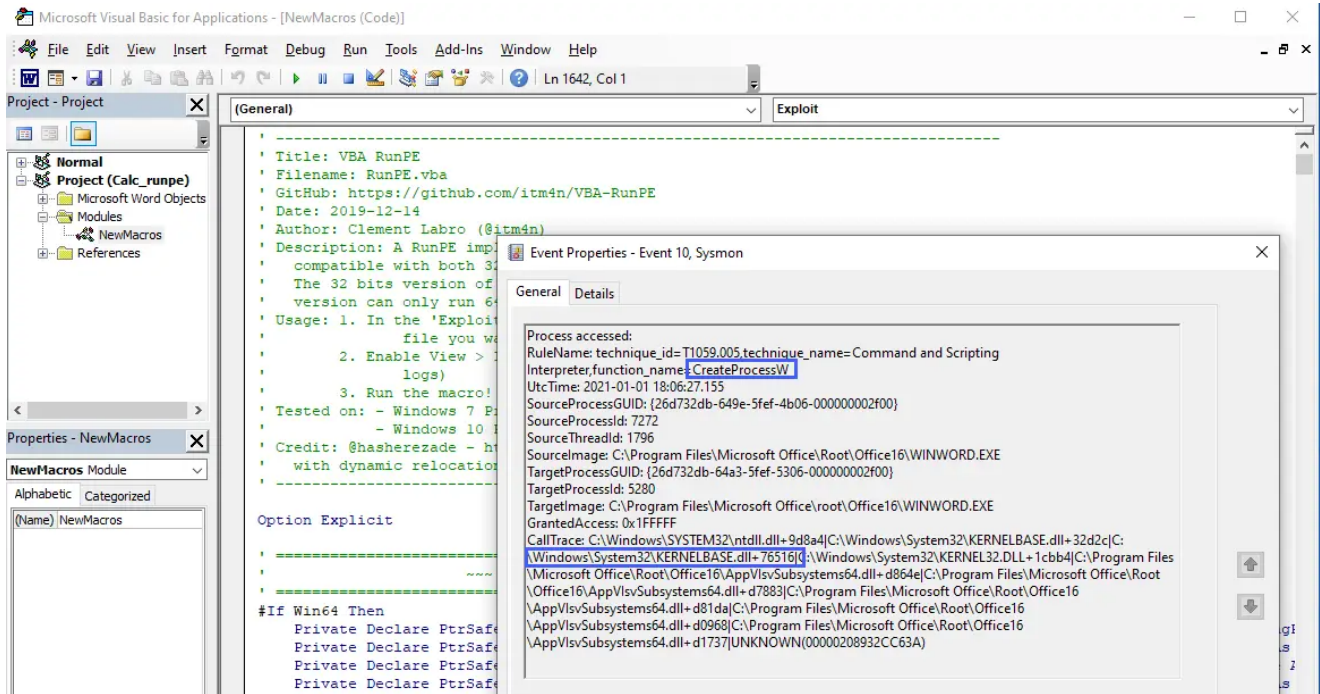 Microsoft Visual Basic for Applications - [NewMacros (Code)]
File Edit View Insert Format Debug Run Tools Add-Ins Window Help
Ln 1642, Col 1
Project - Project
(General)
Exploit
Normal
Project (Calc_runpe)
Microsoft Word Objects
Modules
NewMacros
References
Properties - NewMacros
NewMacros Module
Alphabetic Categorized
(Name) NewMacros
' --------------------------------------------------------------------------------
' Title: VBA RunPE
' Filename: RunPE.vba
' GitHub: https://github.com/itm4n/VBA-RunPE
' Date: 2019-12-14
' Author: Clement Labro (@itm4n)
' Description: A RunPE imp
' compatible with both 32
' The 32 bits version of
' version can only run 6
' Usage: 1. In the 'Exploit
' file you wa
' 2. Enable View >
' logs)
' 3. Run the macro!
' Tested on: - Windows 7 P
' - Windows 10
' Credit: @hasherezade - ht
' with dynamic relocation
' --------------------------
Option Explicit
' ==========================
' ~~~
' ==========================
#If Win64 Then
Private Declare PtrSafe
Private Declare PtrSafe
Private Declare PtrSafe
Private Declare PtrSafe
Event Properties - Event 10, Sysmon
General Details
Process accessed:
RuleName: technique_id=T1059.005,technique_name=Command and Scripting
Interpreter,function_name=CreateProcessW
UtcTime: 2021-01-01 18:06:27.155
SourceProcessGUID: {26d732db-649e-5fef-4b06-000000002f00}
SourceProcessId: 7272
SourceThreadId: 1796
SourceImage: C:\Program Files\Microsoft Office\Root\Office16\WINWORD.EXE
TargetProcessGUID: {26d732db-64a3-5fef-5306-000000002f00}
TargetProcessId: 5280
TargetImage: C:\Program Files\Microsoft Office\root\Office16\WINWORD.EXE
GrantedAccess: 0x1FFFFF
CallTrace: C:\Windows\SYSTEM32\ntdll.dll+9d8a4|C:\Windows\System32\KERNELBASE.dll+32d2c|C:
\Windows\System32\KERNELBASE.dll+76516|C:\Windows\System32\KERNEL32.DLL+1cbb4|C:\Program Files
\Microsoft Office\Root\Office16\AppVIsvSubsystems64.dll+d864e|C:\Program Files\Microsoft Office\Root
\Office16\AppVIsvSubsystems64.dll+d7883|C:\Program Files\Microsoft Office\Root\Office16
\AppVIsvSubsystems64.dll+d81da|C:\Program Files\Microsoft Office\Root\Office16
\AppVIsvSubsystems64.dll+d0968|C:\Program Files\Microsoft Office\Root\Office16
\AppVIsvSubsystems64.dll+d1737|UNKNOWN(00000208932CC63A)